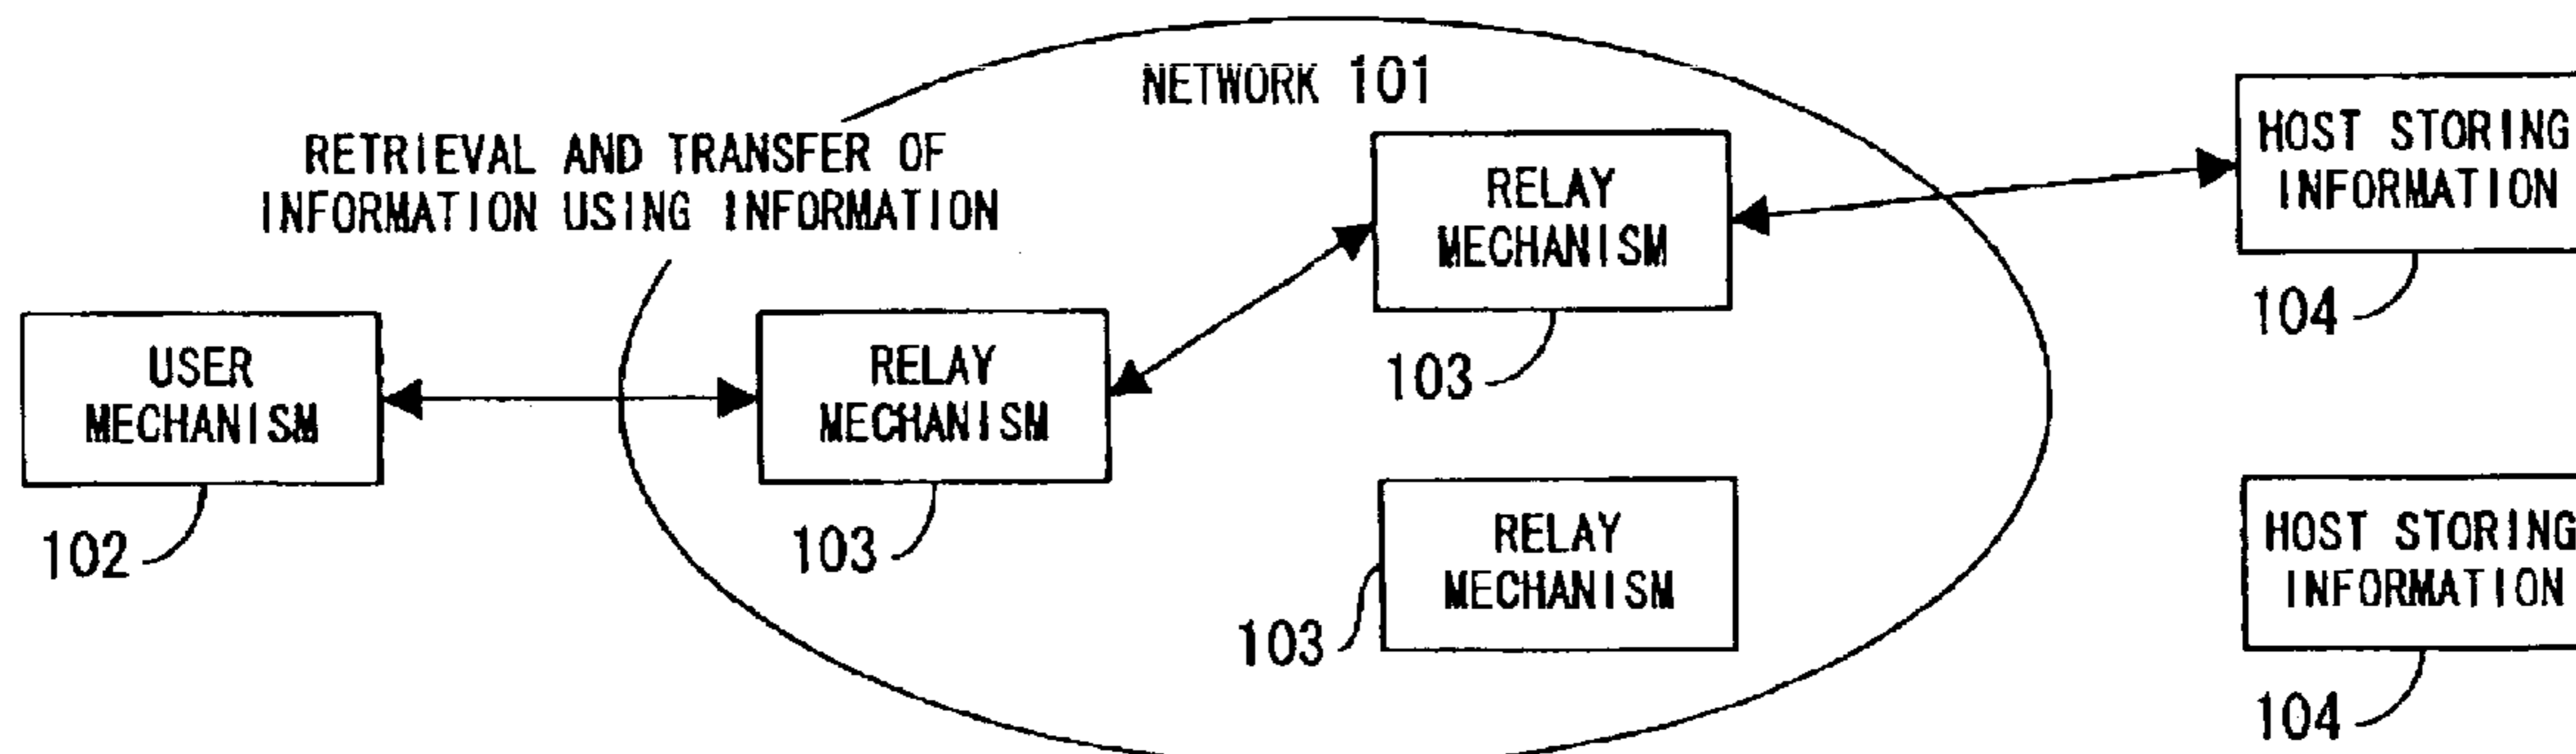 NETWORK 101
RETRIEVAL AND TRANSFER OF
INFORMATION USING INFORMATION
HOST STORING
INFORMATION
104
RELAY
MECHANISM
103
USER
MECHANISM
102
RELAY
MECHANISM
103
RELAY
MECHANISM
103
HOST STORING
INFORMATION
104